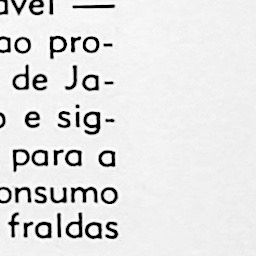 ável —
ao pro-
de Ja-
o e sig-
para a
onsumo
fraldas